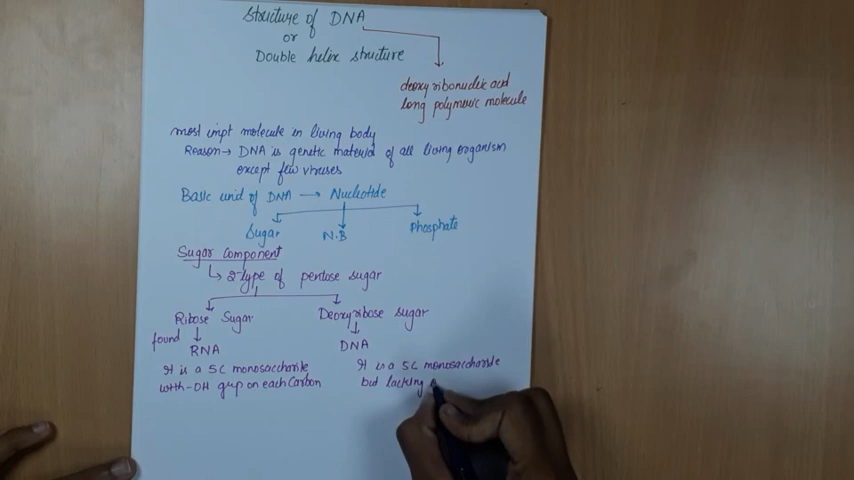 Structure of DNA
or
Double helix structure
deoxyribonucleic acid
long polymeric molecule
most impt molecule in living body
Reason → DNA is genetic material of all living organism
except few viruses
Basic unit of DNA → Nucleotide
Sugar N.B Phosphate
Sugar component
2 type of pentose sugar
Ribose Sugar Deoxyribose sugar
found
RNA DNA
It is a 5C monosaccharide
with -OH grup on each Carbon
It is a 5C monosaccharide
but lacking